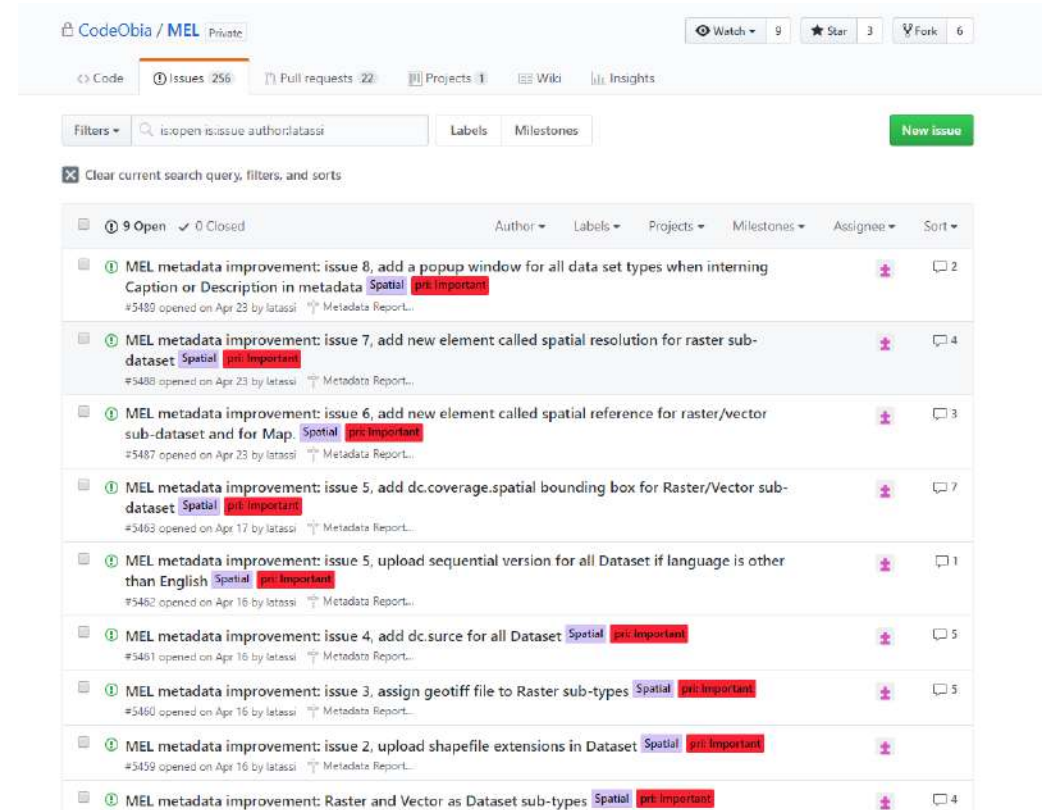 CodeObia / MEL Private
Watch 9 Star 3 Fork 6
Code Issues 256 Pull requests 22 Projects 1 Wiki Insights
Filters is:open is:issue author:latassi Labels Milestones New issue
Clear current search query, filters, and sorts
9 Open 0 Closed Author Labels Projects Milestones Assignee Sort
MEL metadata improvement: issue 8, add a popup window for all data set types when interning 2
Caption or Description in metadata Spatial pri: Important
#5489 opened on Apr 23 by latassi Metadata Report...
MEL metadata improvement: issue 7, add new element called spatial resolution for raster sub- 4
dataset Spatial pri: Important
#5488 opened on Apr 23 by latassi Metadata Report...
MEL metadata improvement: issue 6, add new element called spatial reference for raster/vector 3
sub-dataset and for Map. Spatial pri: Important
#5487 opened on Apr 23 by latassi Metadata Report...
MEL metadata improvement: issue 5, add dc.coverage.spatial bounding box for Raster/Vector sub- 7
dataset Spatial pri: Important
#5463 opened on Apr 17 by latassi Metadata Report...
MEL metadata improvement: issue 5, upload sequential version for all Dataset if language is other 1
than English Spatial pri: Important
#5462 opened on Apr 16 by latassi Metadata Report...
MEL metadata improvement: issue 4, add dc.surce for all Dataset Spatial pri: Important 5
#5461 opened on Apr 16 by latassi Metadata Report...
MEL metadata improvement: issue 3, assign geotiff file to Raster sub-types Spatial pri: Important 5
#5460 opened on Apr 16 by latassi Metadata Report...
MEL metadata improvement: issue 2, upload shapefile extensions in Dataset Spatial pri: Important
#5459 opened on Apr 16 by latassi Metadata Report...
MEL metadata improvement: Raster and Vector as Dataset sub-types Spatial pri: Important 4